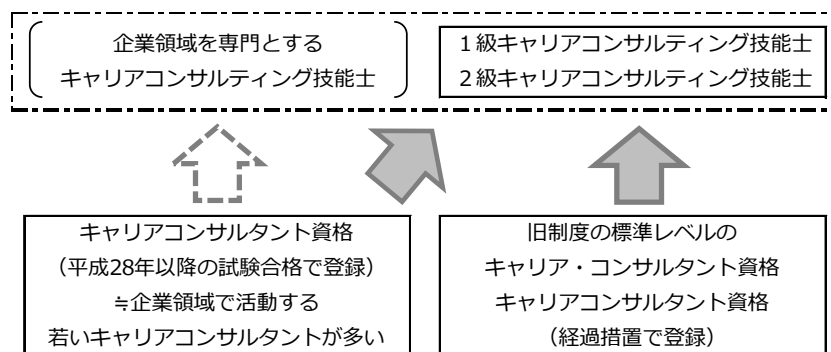 企業領域を専門とする
キャリアコンサルティング技能士
1級キャリアコンサルティング技能士
2級キャリアコンサルティング技能士
キャリアコンサルタント資格
（平成28年以降の試験合格で登録）
≒企業領域で活動する
若いキャリアコンサルタントが多い
旧制度の標準レベルの
キャリア・コンサルタント資格
キャリアコンサルタント資格
（経過措置で登録）